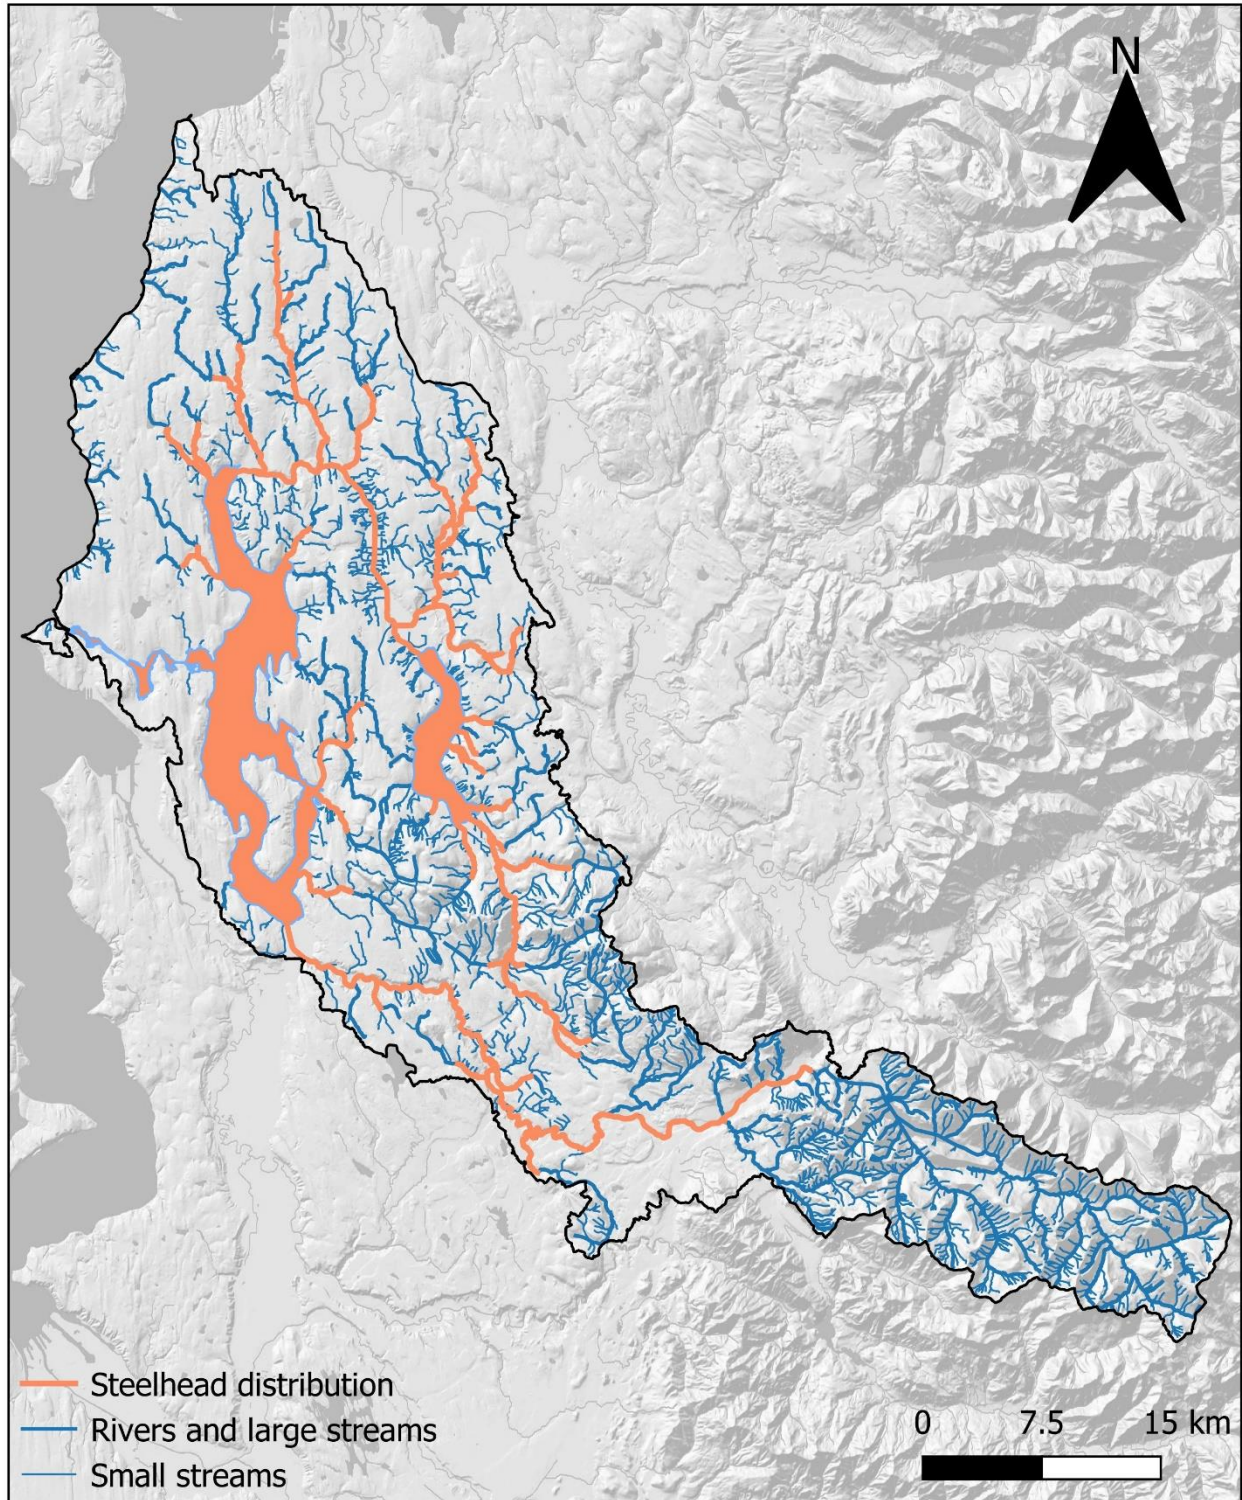 N
Steelhead distribution
Rivers and large streams
Small streams
0 7.5 15 km